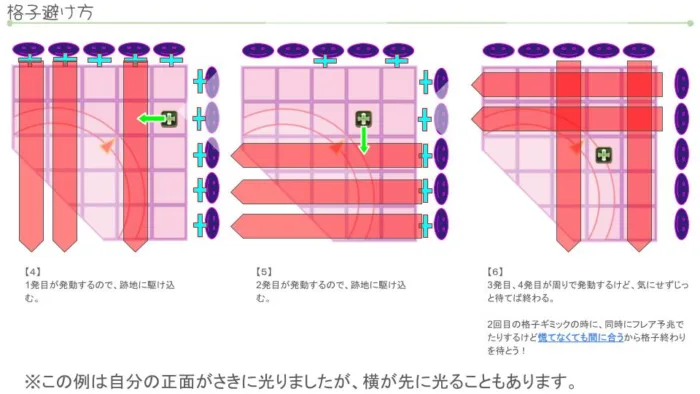 格子避け方
【4】
1発目が発動するので、跡地に駆け込
む。
【5】
2発目が発動するので、跡地に駆け込
む。
【6】
3発目、4発目が周りで発動するけど、気にせずじっ
と待てば終わる。
2回目の格子ギミックの時に、同時にフレア予兆で
たりするけど慌てなくても間に合うから格子終わり
を待とう！
※この例は自分の正面がさきに光りましたが、横が先に光ることもあります。